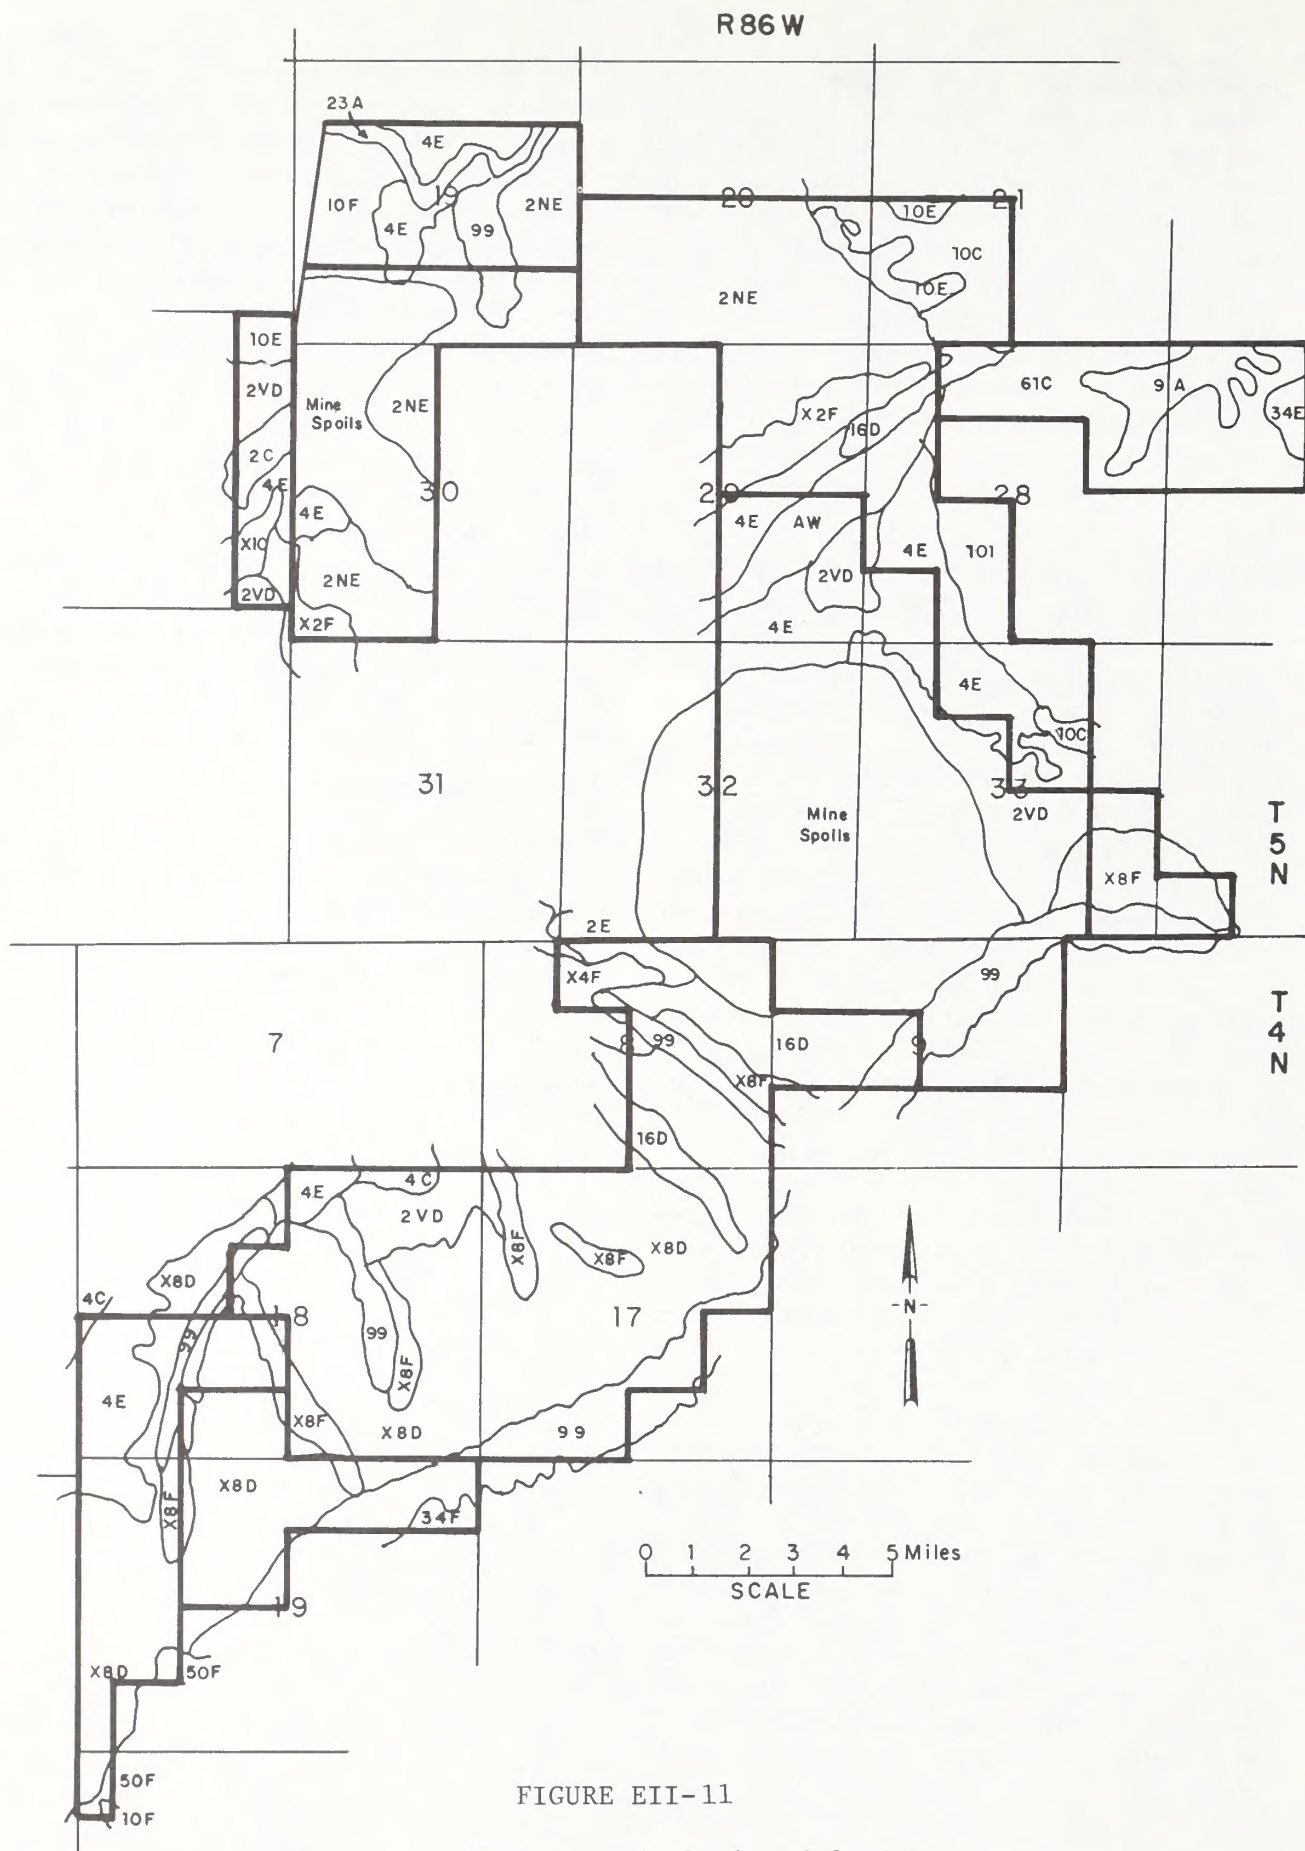 R86W
23A
4E
10F
19
2NE
4E
99
20
21
10E
10C
10E
2NE
10E
2VD
Mine
Spoils
2NE
61C
9A
34E
X2F
16D
2C
4E
30
29
28
4E
4E
AW
X10
4E
101
2NE
2VD
2VD
X2F
4E
4E
10C
31
32
33
Mine
Spoils
2VD
T
5
N
X8F
2E
X4F
99
T
4
N
7
8
99
16D
9
X8F
16D
4E
4C
2VD
X8F
X8F
X8D
X8D
4C
18
17
-N-
99
99
X8F
4E
X8F
X8D
99
X8D
X8F
34F
0 1 2 3 4 5 Miles
SCALE
19
X8D
50F
50F
10F
FIGURE EII-11